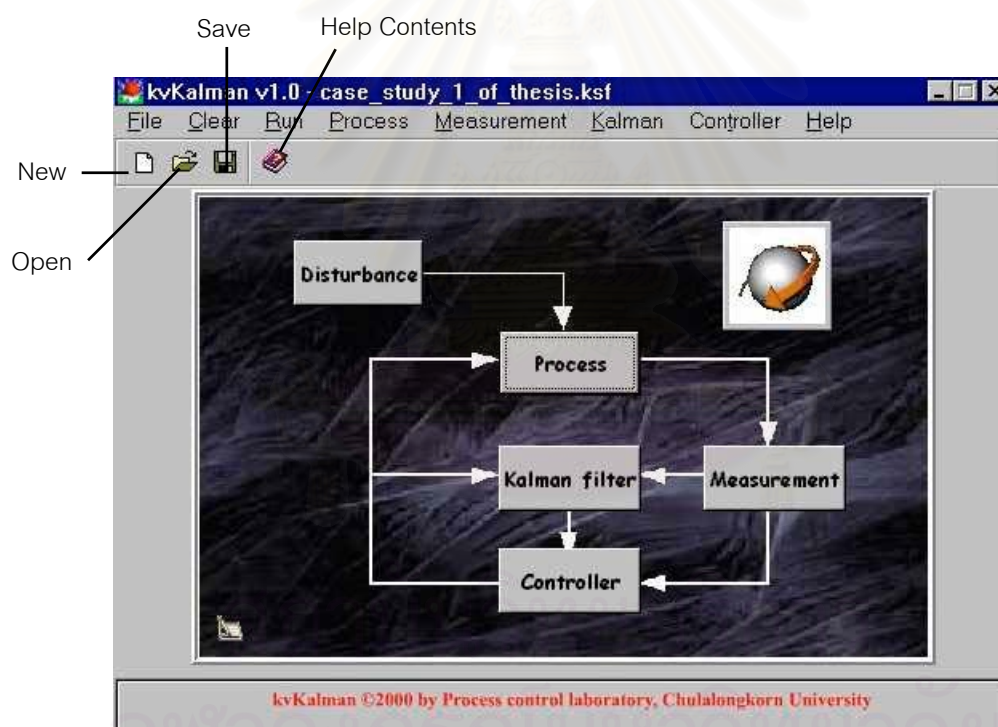 Save
Help Contents
kvKalman v1.0 - case_study_1_of_thesis.ksf
File Clear Run Process Measurement Kalman Controller Help
New
Open
Disturbance
Process
Kalman filter
Measurement
Controller
kvKalman ©2000 by Process control laboratory, Chulalongkorn University